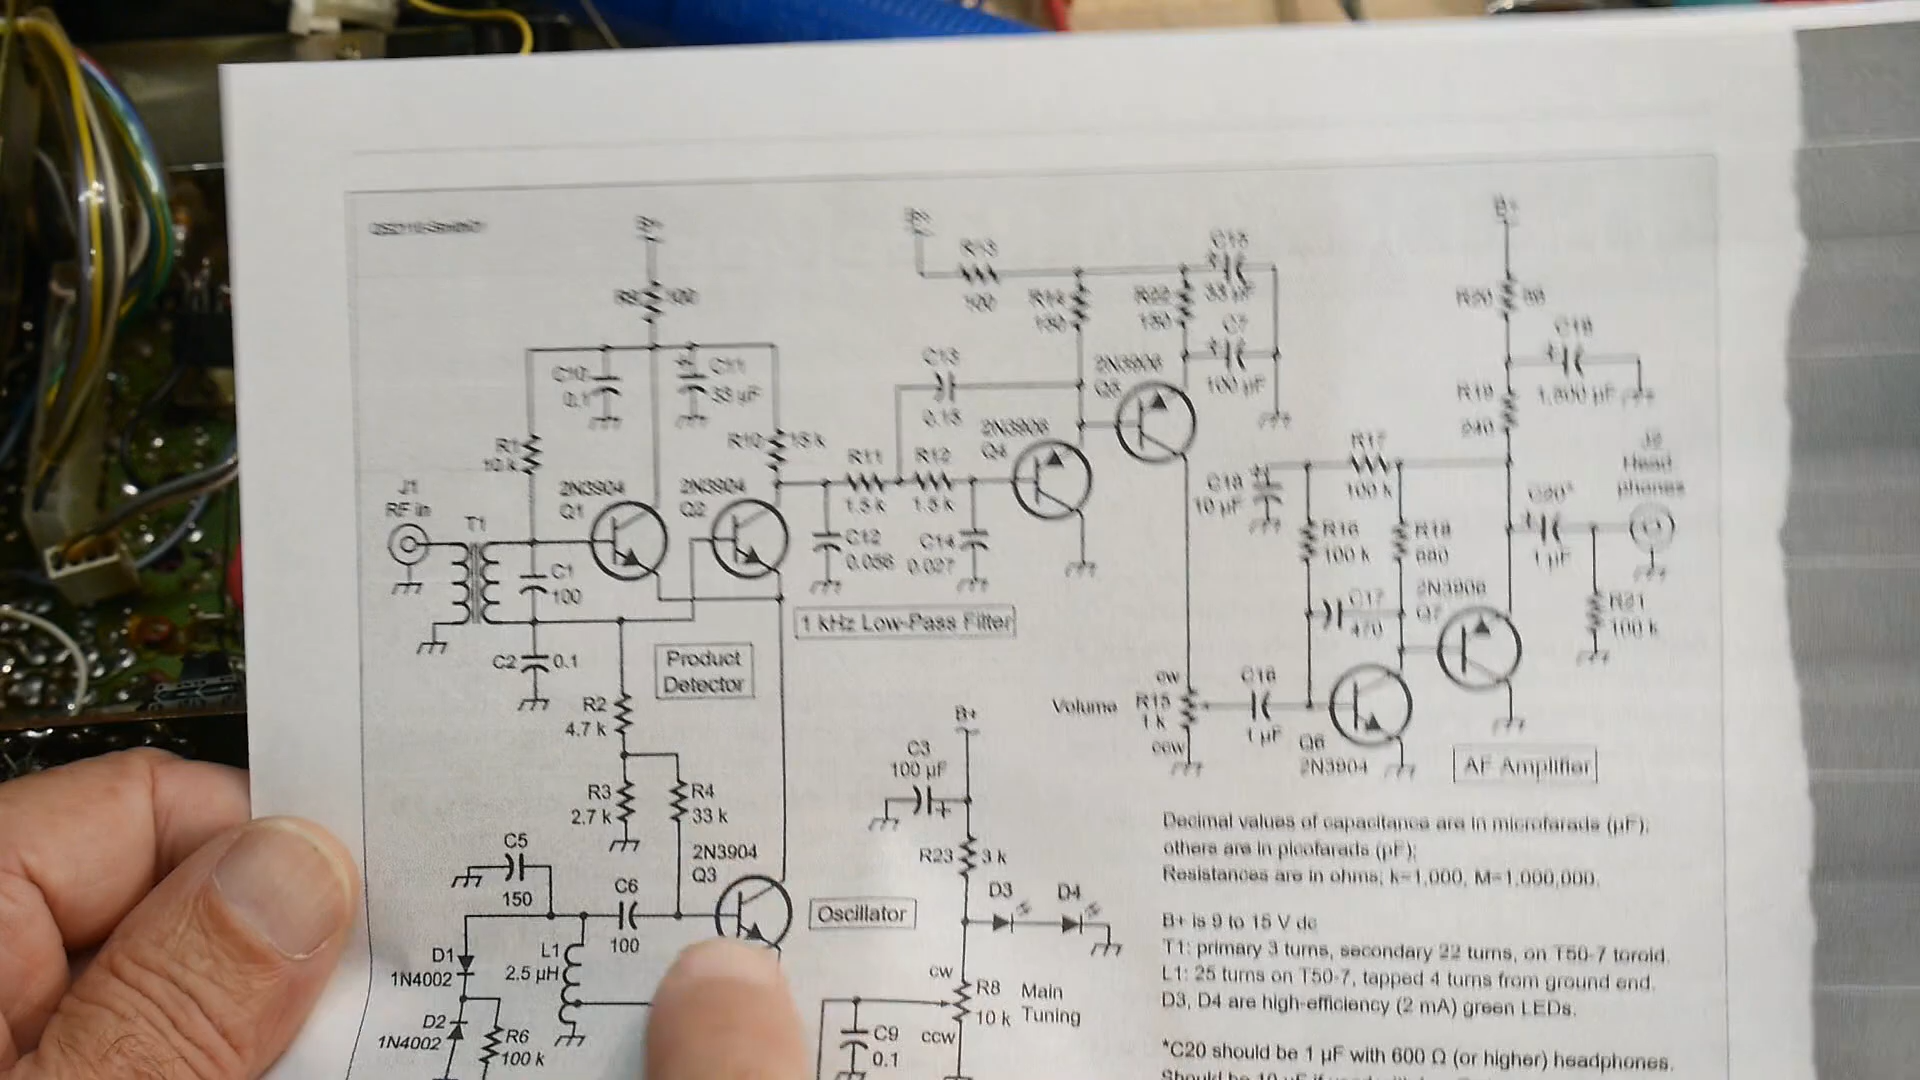 B+
R9 100
C10
0.1
C11
33 µF
R1
10 k
R10 15 k
2N3904
Q1
2N3904
Q2
J1
RF in
T1
C1
100
C2 0.1
Product
Detector
R2
4.7 k
R3
2.7 k
R4
33 k
C5
150
C6
100
2N3904
Q3
Oscillator
D1
1N4002
L1
2.5 µH
D2
1N4002
R6
100 k
B+
R13
100
R14
150
R22
150
C15
33 µF
C7
100 µF
C13
0.15
2N3906
Q4
2N3906
R11
1.5 k
R12
1.5 k
C12
0.056
C14
0.027
1 kHz Low-Pass Filter
B+
C3
100 µF
R23 3 k
D3
D4
cw
R8
10 k
Main
Tuning
ccw
C9
0.1
B+
R20
R19
240
C19
R17
100 k
C18
10 µF
R16
100 k
R18
680
C17
470
2N3906
Q7
J2
Head
phones
C20*
1 µF
R21
100 k
Volume
cw
R15
1 k
ccw
C16
1 µF
Q6
2N3904
AF Amplifier
Decimal values of capacitance are in microfarads (µF);
others are in picofarads (pF);
Resistances are in ohms; k=1,000, M=1,000,000.
B+ is 9 to 15 V dc
T1: primary 3 turns, secondary 22 turns, on T50-7 toroid.
L1: 25 turns on T50-7, tapped 4 turns from ground end.
D3, D4 are high-efficiency (2 mA) green LEDs.
*C20 should be 1 µF with 600 Ω (or higher) headphones.